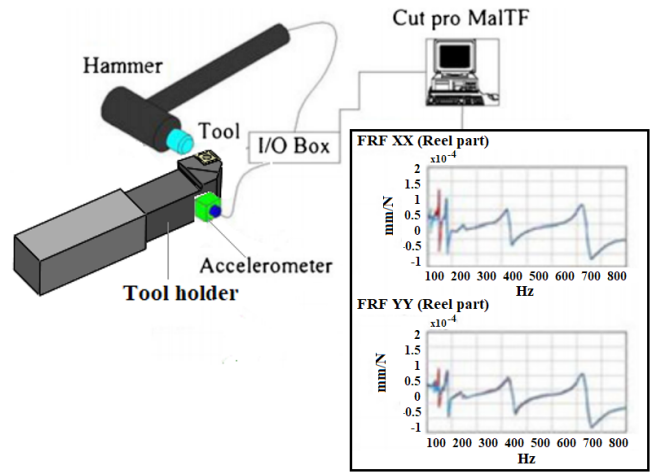 Cut pro MalTF
Hammer
Tool
I/O Box
Accelerometer
Tool holder
FRF XX (Reel part)
x10-4
2
1.5
1
0.5
0
-0.5
-1
mm/N
100 200 300 400 500 600 700 800
Hz
FRF YY (Reel part)
x10-4
2
1.5
1
0.5
0
-0.5
-1
mm/N
100 200 300 400 500 600 700 800
Hz